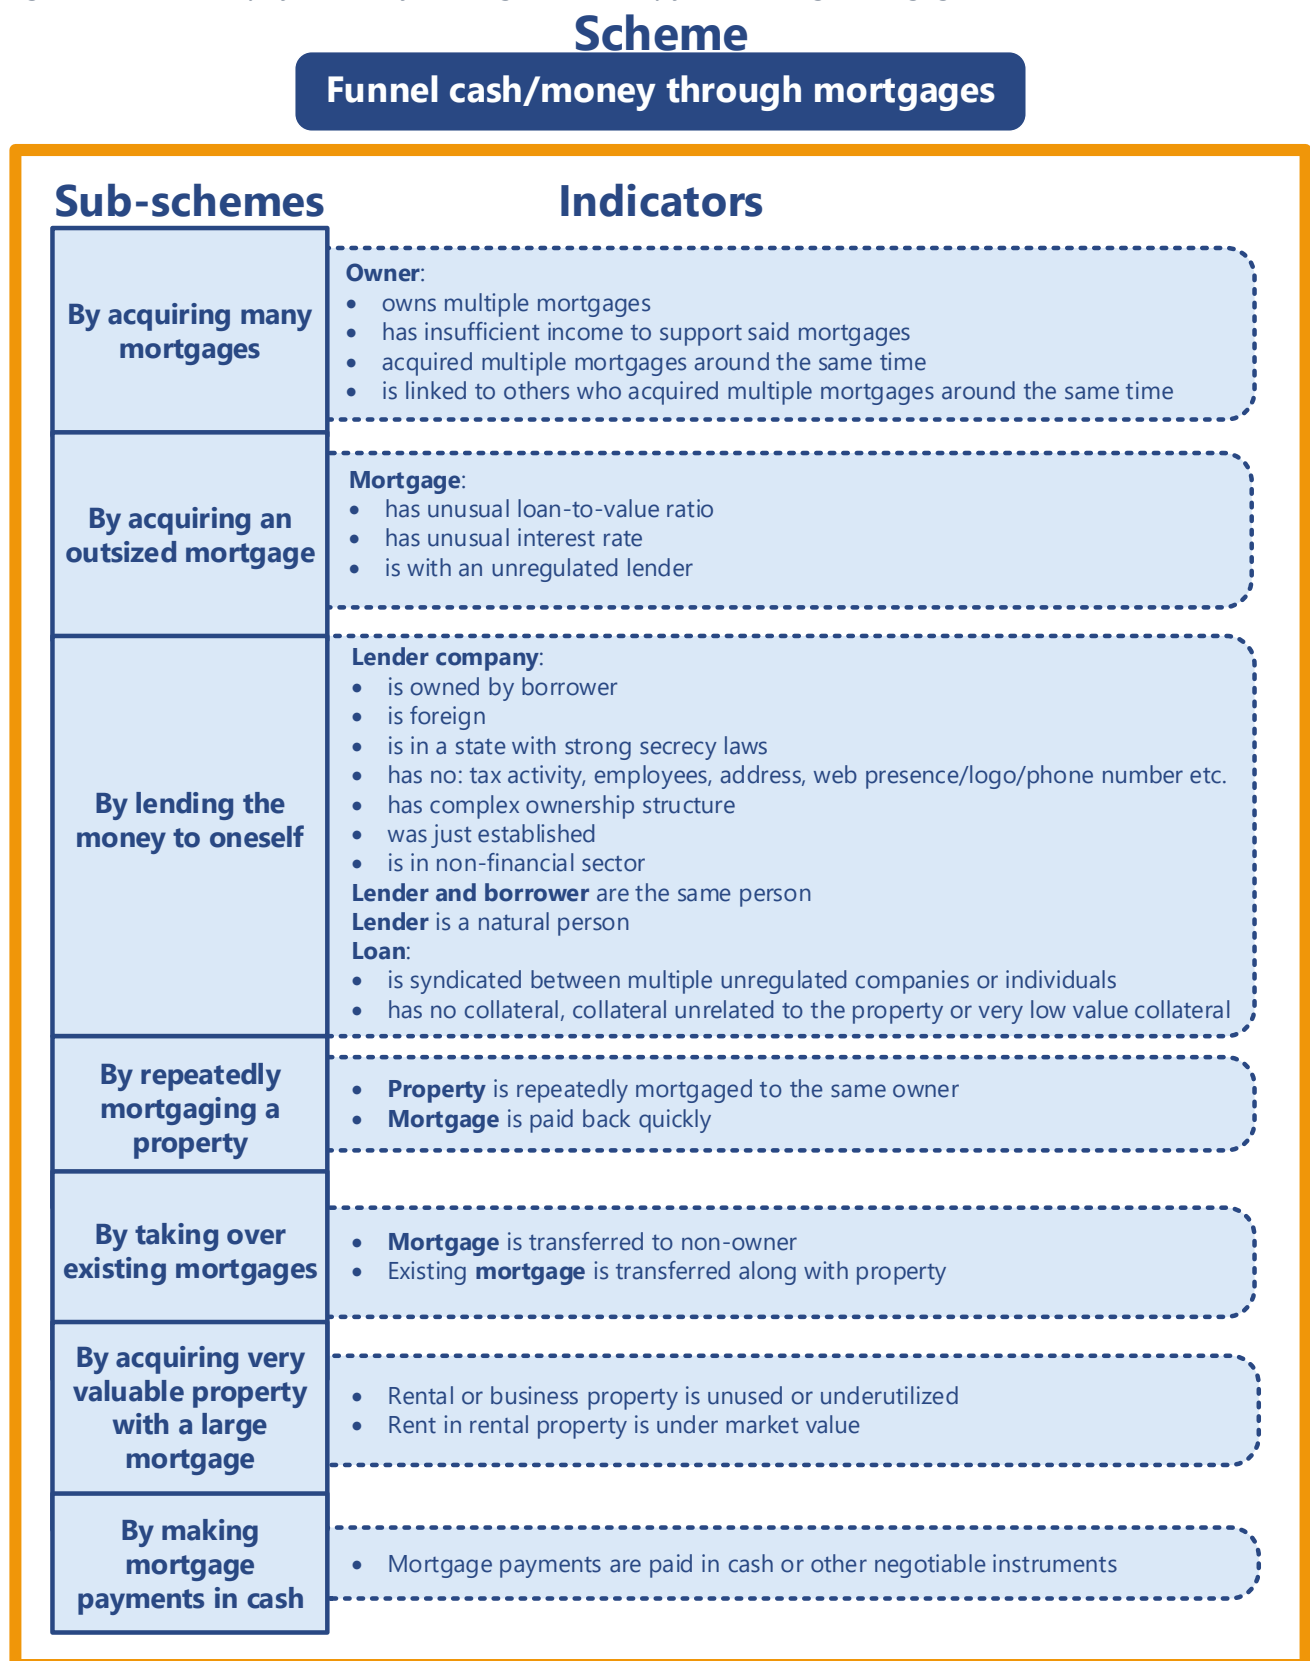 Scheme
Funnel cash/money through mortgages
Sub-schemes
Indicators
By acquiring many
mortgages
Owner:
• owns multiple mortgages
• has insufficient income to support said mortgages
• acquired multiple mortgages around the same time
• is linked to others who acquired multiple mortgages around the same time
By acquiring an
outsized mortgage
Mortgage:
• has unusual loan-to-value ratio
• has unusual interest rate
• is with an unregulated lender
By lending the
money to oneself
Lender company:
• is owned by borrower
• is foreign
• is in a state with strong secrecy laws
• has no: tax activity, employees, address, web presence/logo/phone number etc.
• has complex ownership structure
• was just established
• is in non-financial sector
Lender and borrower are the same person
Lender is a natural person
Loan:
• is syndicated between multiple unregulated companies or individuals
• has no collateral, collateral unrelated to the property or very low value collateral
By repeatedly
mortgaging a
property
• Property is repeatedly mortgaged to the same owner
• Mortgage is paid back quickly
By taking over
existing mortgages
• Mortgage is transferred to non-owner
• Existing mortgage is transferred along with property
By acquiring very
valuable property
with a large
mortgage
• Rental or business property is unused or underutilized
• Rent in rental property is under market value
By making
mortgage
payments in cash
• Mortgage payments are paid in cash or other negotiable instruments